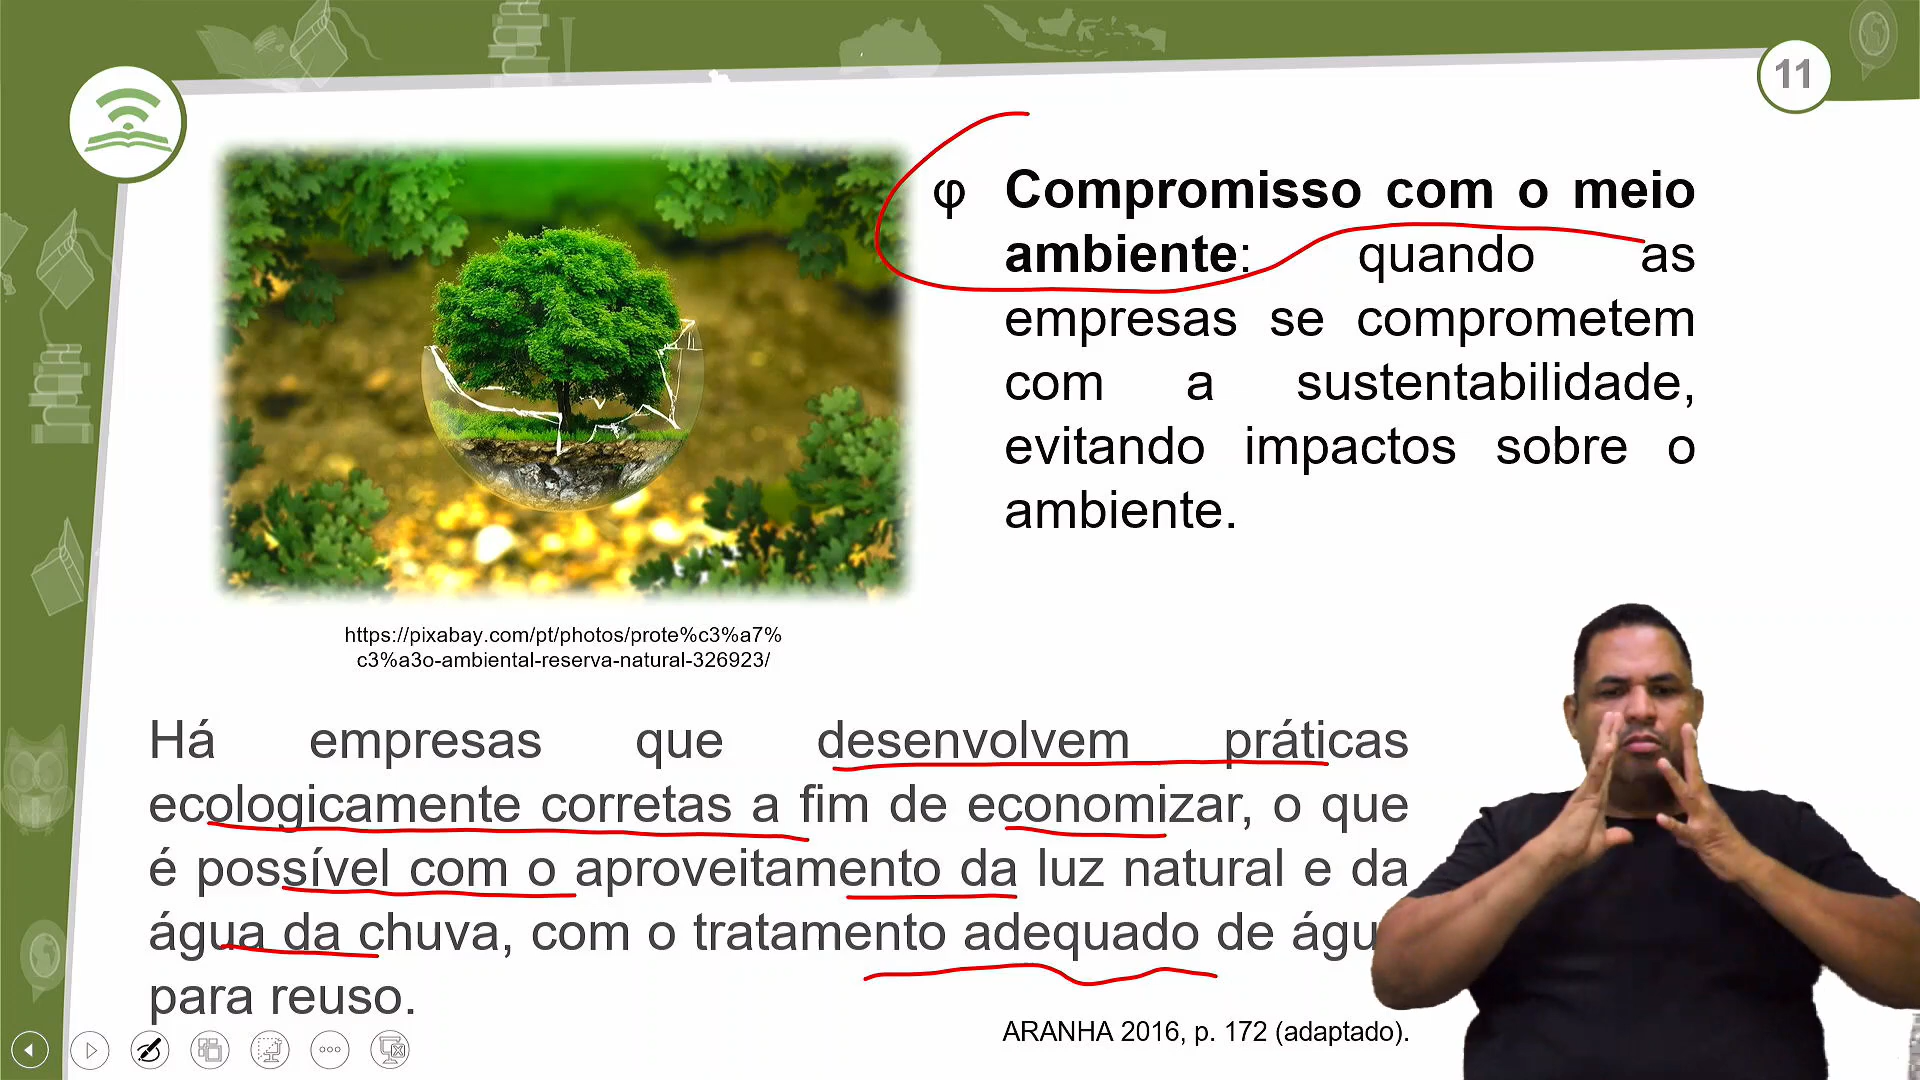 11
φ Compromisso com o meio
ambiente: quando as
empresas se comprometem
com a sustentabilidade,
evitando impactos sobre o
ambiente.
https://pixabay.com/pt/photos/prote%c3%a7%
c3%a3o-ambiental-reserva-natural-326923/
Há empresas que desenvolvem práticas
ecologicamente corretas a fim de economizar, o que
é possível com o aproveitamento da luz natural e da
água da chuva, com o tratamento adequado de águ
para reuso.
ARANHA 2016, p. 172 (adaptado).